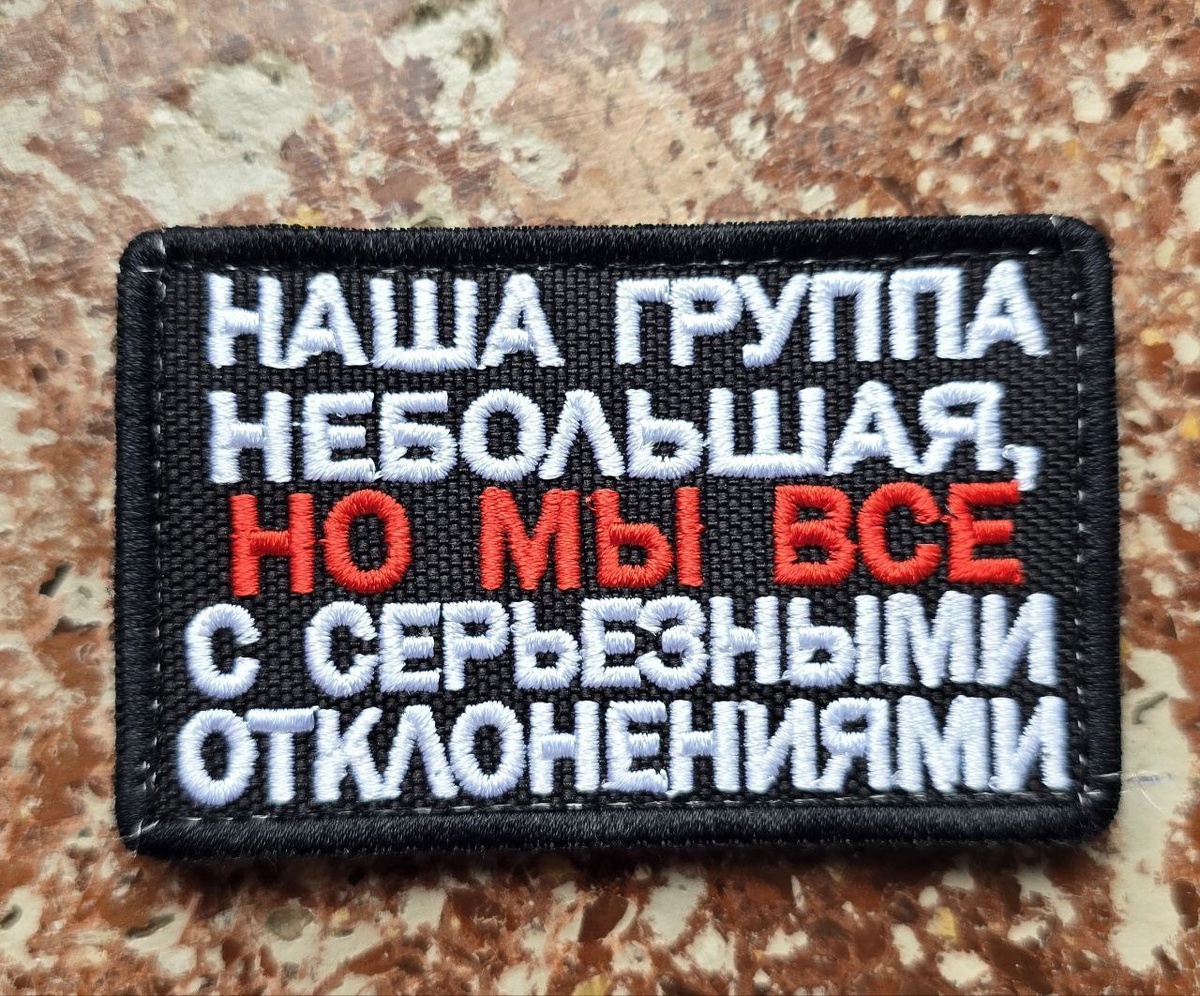 НАША ГРУППА
НЕБОЛЬШАЯ,
НО МЫ ВСЕ
С СЕРЬЕЗНЫМИ
ОТКЛОНЕНИЯМИ